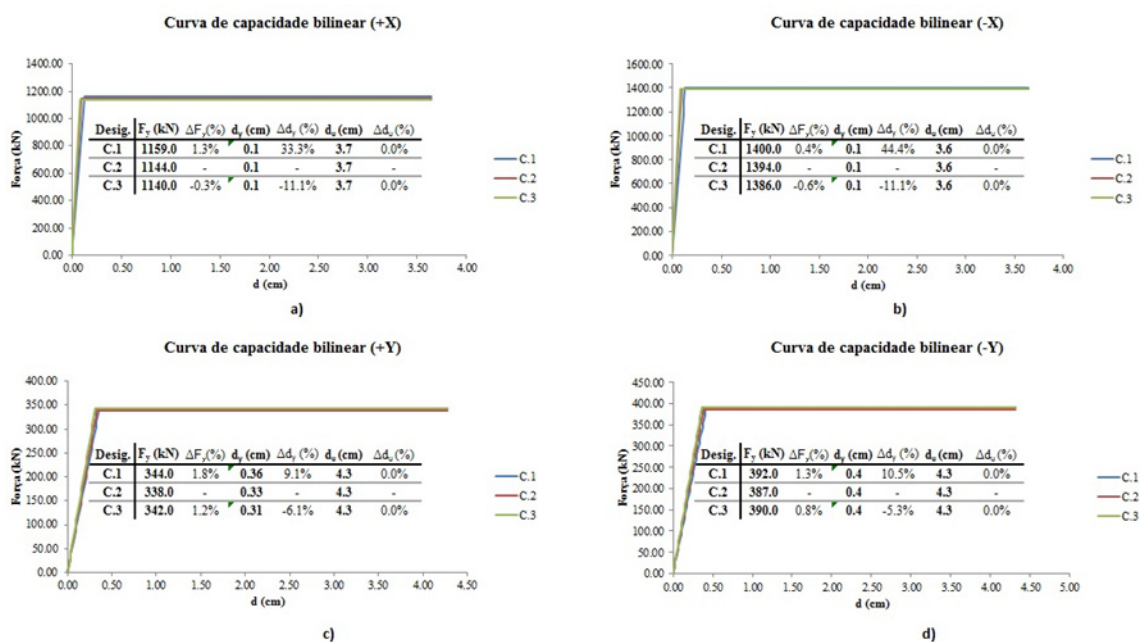 Curva de capacidade bilinear (+X)
1400.00
1200.00
1000.00
800.00
600.00
400.00
200.00
0.00
Força (kN)
Desig. Fy (kN) ΔFy(%) dy (cm) Δdy (%) du (cm) Δdu (%)
C.1 1159.0 1.3% 0.1 33.3% 3.7 0.0%
C.2 1144.0 - 0.1 - 3.7 -
C.3 1140.0 -0.3% 0.1 -11.1% 3.7 0.0%
C.1
C.2
C.3
0.00 0.50 1.00 1.50 2.00 2.50 3.00 3.50 4.00
d (cm)
a)
Curva de capacidade bilinear (-X)
1600.00
1400.00
1200.00
1000.00
800.00
600.00
400.00
200.00
0.00
Força (kN)
Desig. Fy (kN) ΔFy(%) dy (cm) Δdy (%) du (cm) Δdu (%)
C.1 1400.0 0.4% 0.1 44.4% 3.6 0.0%
C.2 1394.0 - 0.1 - 3.6 -
C.3 1386.0 -0.6% 0.1 -11.1% 3.6 0.0%
C.1
C.2
C.3
0.00 0.50 1.00 1.50 2.00 2.50 3.00 3.50 4.00
d (cm)
b)
Curva de capacidade bilinear (+Y)
400.00
350.00
300.00
250.00
200.00
150.00
100.00
50.00
0.00
Força (kN)
Desig. Fy (kN) ΔFy(%) dy (cm) Δdy (%) du (cm) Δdu (%)
C.1 344.0 1.8% 0.36 9.1% 4.3 0.0%
C.2 338.0 - 0.33 - 4.3 -
C.3 342.0 1.2% 0.31 -6.1% 4.3 0.0%
C.1
C.2
C.3
0.00 1.00 2.00 3.00 4.00 5.00
d (cm)
c)
Curva de capacidade bilinear (-Y)
450.00
400.00
350.00
300.00
250.00
200.00
150.00
100.00
50.00
0.00
Força (kN)
Desig. Fy (kN) ΔFy(%) dy (cm) Δdy (%) du (cm) Δdu (%)
C.1 392.0 1.3% 0.4 10.5% 4.3 0.0%
C.2 387.0 - 0.4 - 4.3 -
C.3 390.0 0.8% 0.4 -5.3% 4.3 0.0%
C.1
C.2
C.3
0.00 0.50 1.00 1.50 2.00 2.50 3.00 3.50 4.00 4.50 5.00
d (cm)
d)